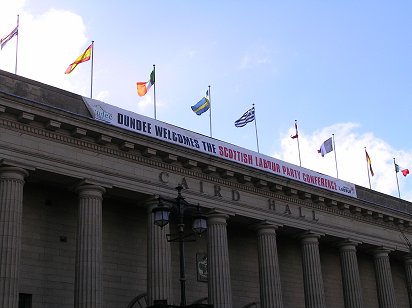 DUNDEE WELCOMES THE SCOTTISH LABOUR PARTY CONFERENCE
CAIRD HALL